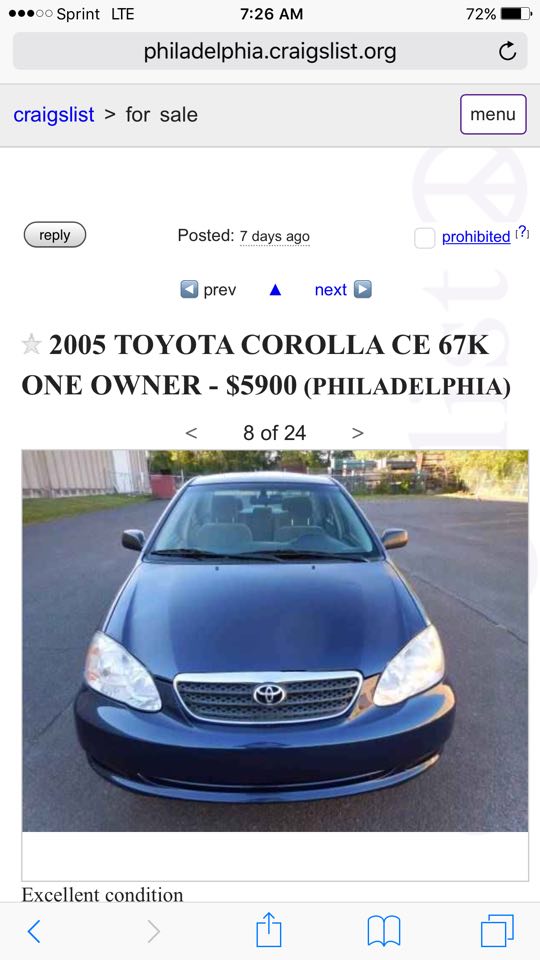 Sprint LTE 7:26 AM 72%
philadelphia.craigslist.org
craigslist > for sale menu
reply Posted: 7 days ago prohibited [?]
prev ▲ next
2005 TOYOTA COROLLA CE 67K
ONE OWNER - $5900 (PHILADELPHIA)
< 8 of 24 >
Excellent condition